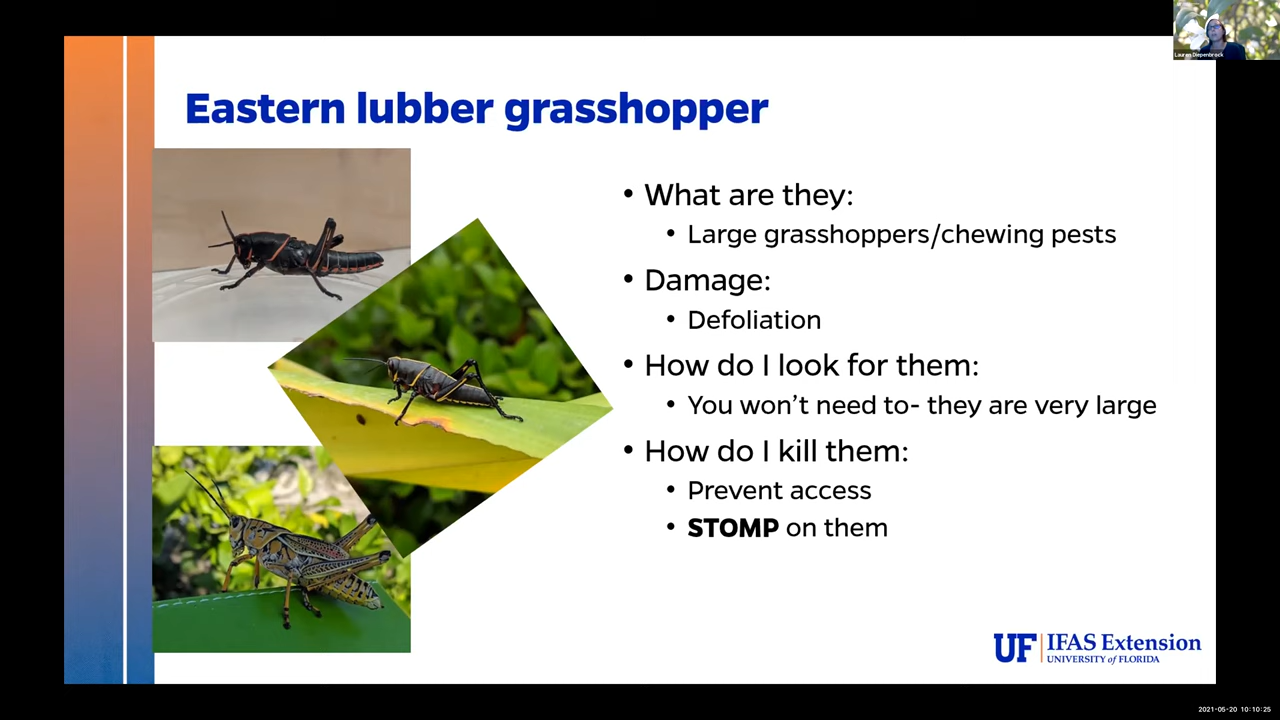 Lauren Diepenbrock
Eastern lubber grasshopper
• What are they:
• Large grasshoppers/chewing pests
• Damage:
• Defoliation
• How do I look for them:
• You won't need to- they are very large
• How do I kill them:
• Prevent access
• STOMP on them
UF IFAS Extension
UNIVERSITY of FLORIDA
2021-05-20 10:10:25